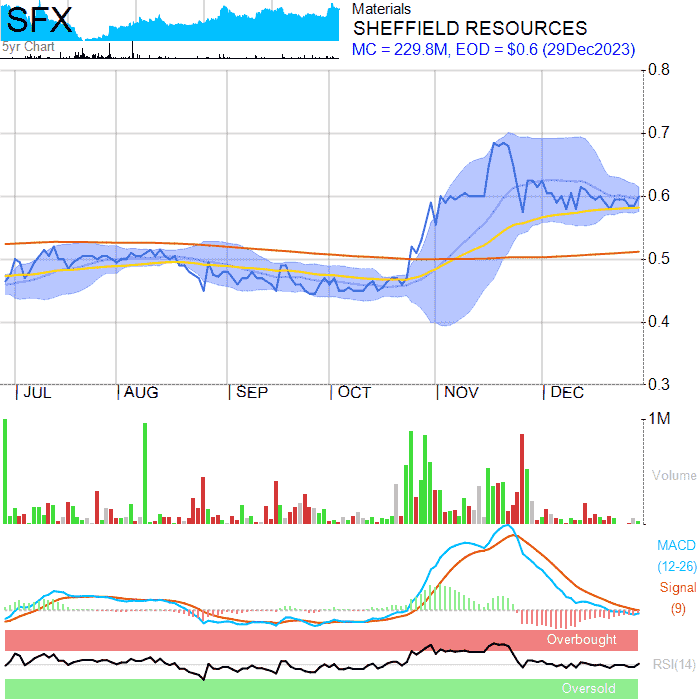 SFX
5yr Chart
Materials
SHEFFIELD RESOURCES
MC = 229.8M, EOD = $0.6 (29Dec2023)
0.8
0.7
0.6
0.5
0.4
0.3
JUL AUG SEP OCT NOV DEC
1M
Volume
MACD
(12-26)
Signal
(9)
Overbought
RSI(14)
Oversold